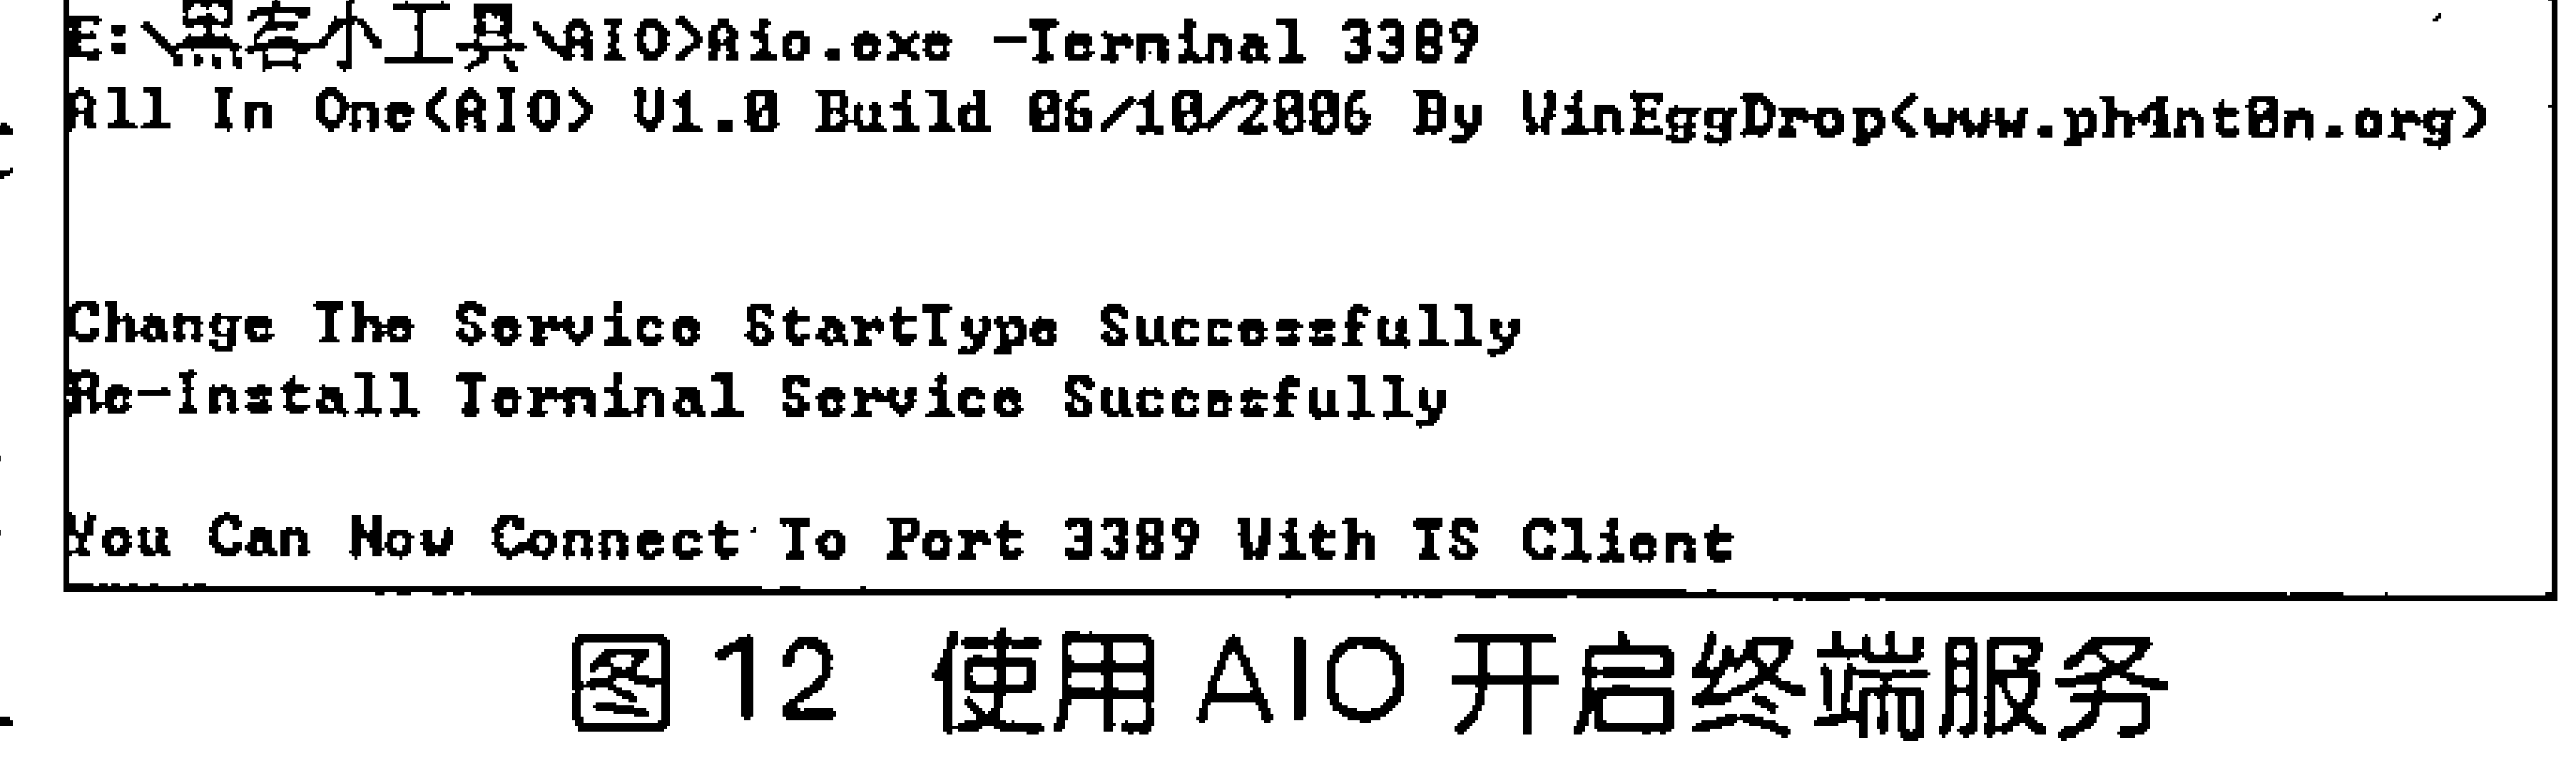 E:\黑客小工具\AIO>Aio.exe -Terminal 3389
All In One(AIO) V1.0 Build 06/10/2006 By WinEggDrop(www.ph4nt0m.org)
Change The Service StartType Successfully
Re-Install Terminal Service Succesfully
You Can Now Connect To Port 3389 With TS Client
图 12 使用 AIO 开启终端服务